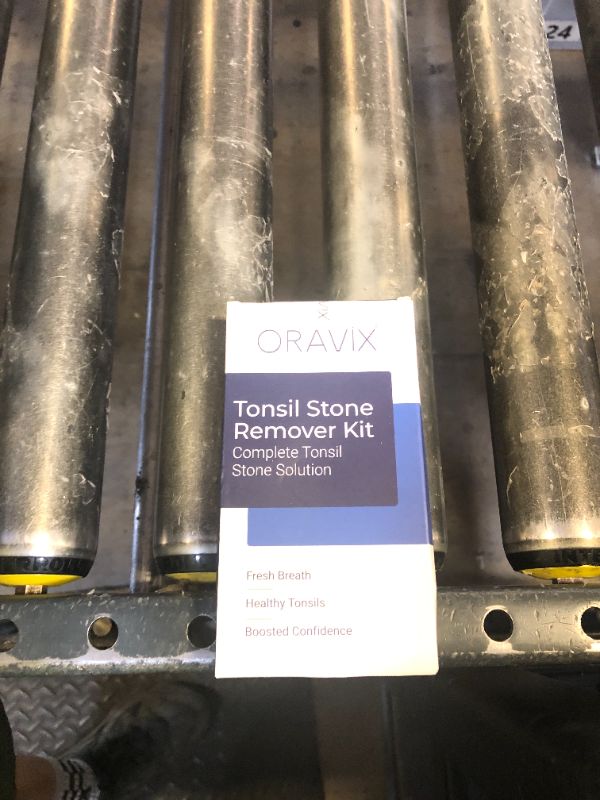 24
ORAVIX
Tonsil Stone
Remover Kit
Complete Tonsil
Stone Solution
Fresh Breath
Healthy Tonsils
Boosted Confidence